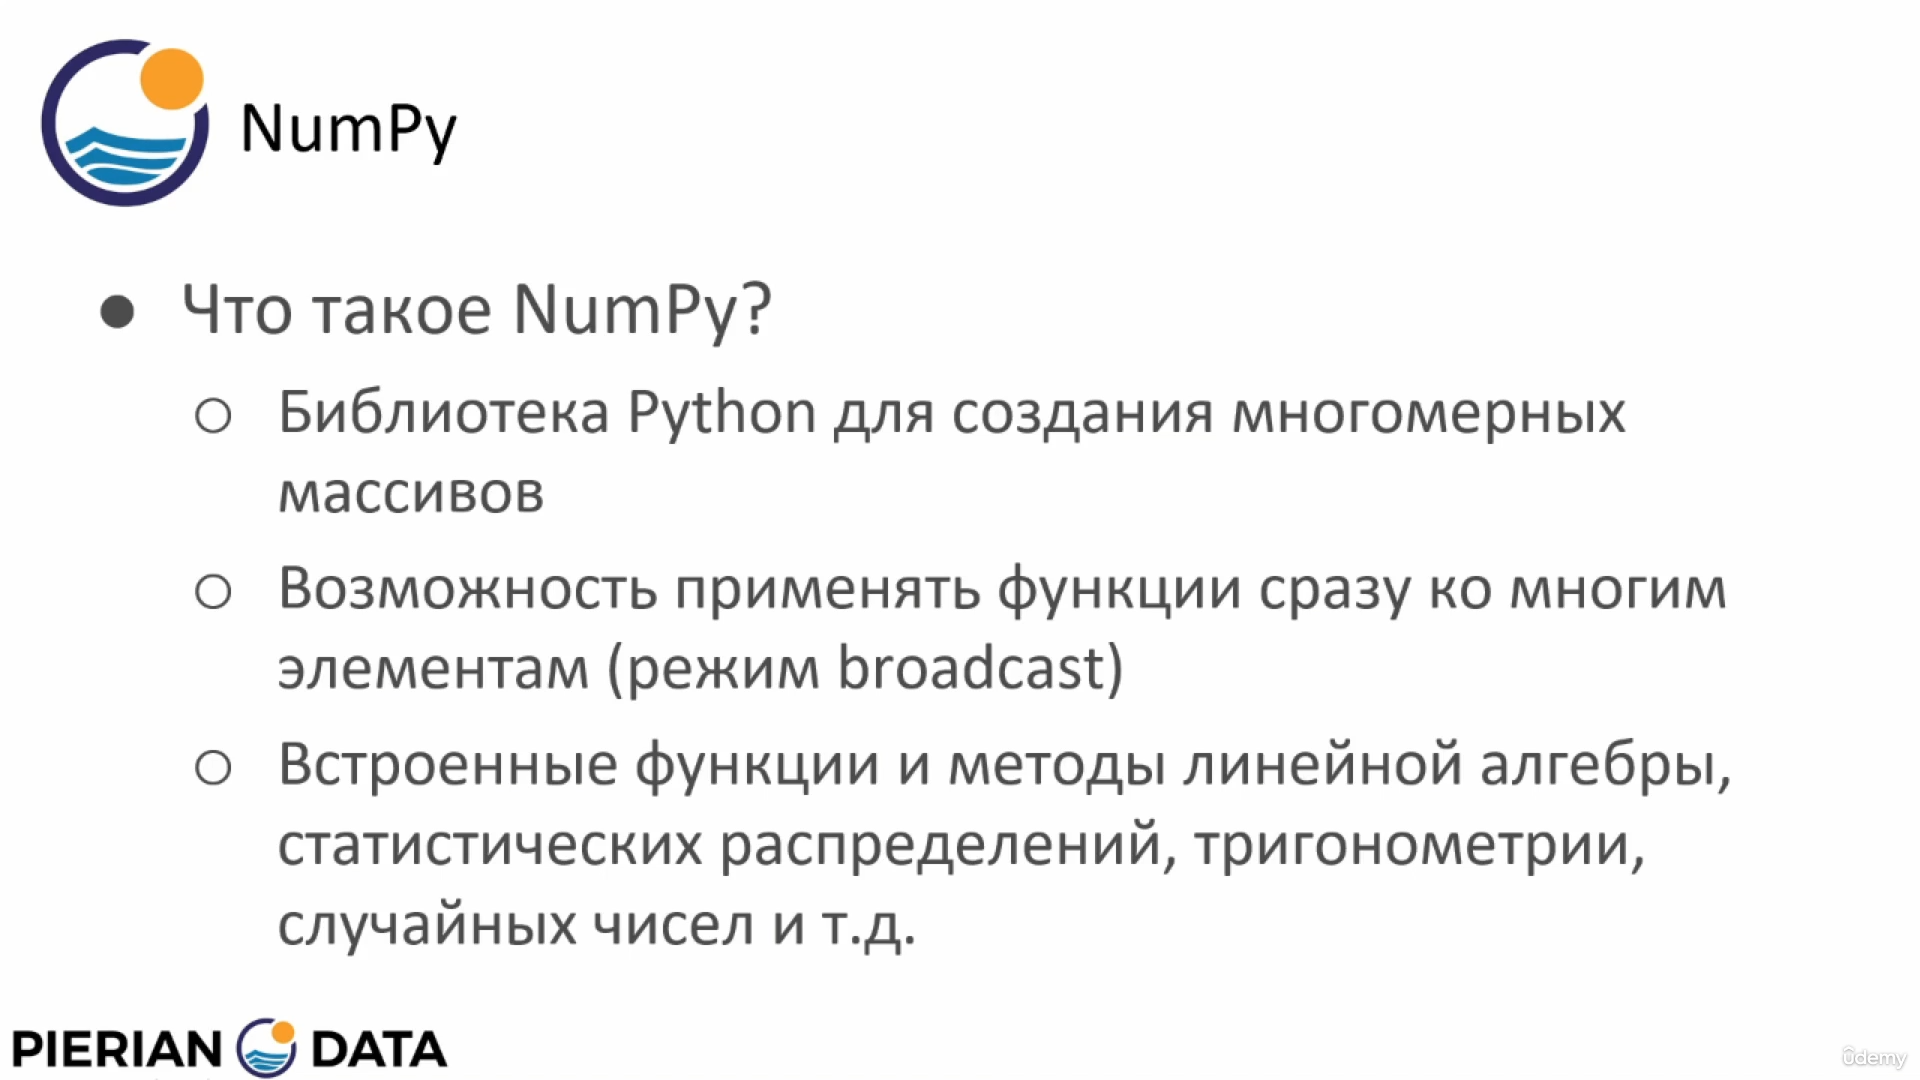 NumPy
● Что такое NumPy?
○ Библиотека Python для создания многомерных
массивов
○ Возможность применять функции сразу ко многим
элементам (режим broadcast)
○ Встроенные функции и методы линейной алгебры,
статистических распределений, тригонометрии,
случайных чисел и т.д.
PIERIAN DATA
ûdemy